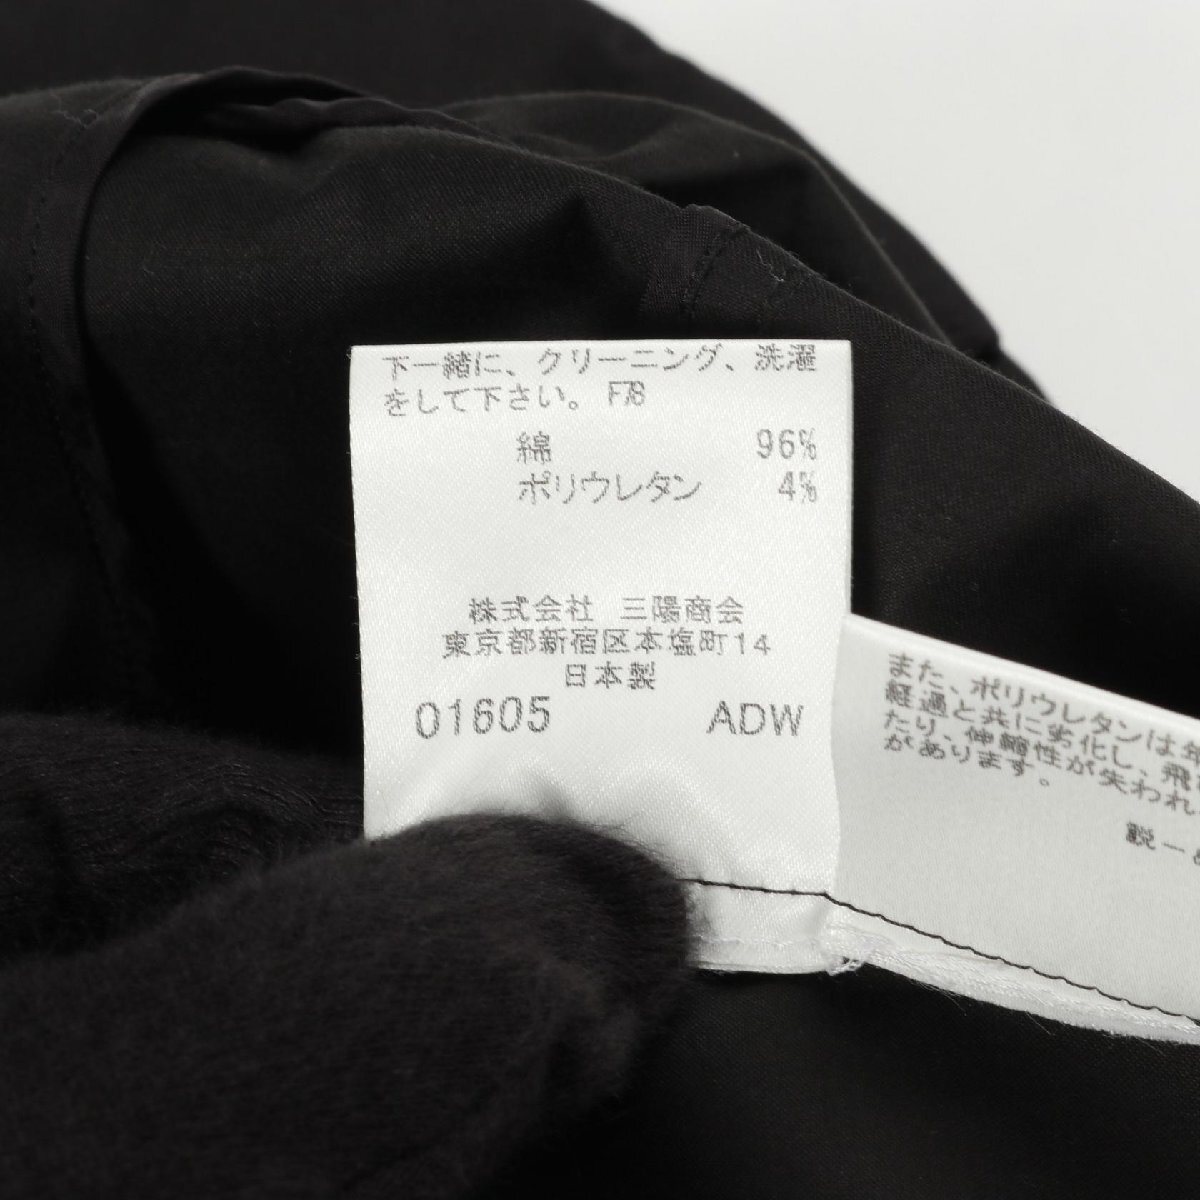 下一緒に、クリーニング、洗濯
をして下さい。 F78
綿 96%
ポリウレタン 4%
株式会社 三陽商会
東京都新宿区本塩町14
日本製
01605 ADW
また、ポリウレタンは年
経過と共に劣化し、飛
たり、伸縮性が失われ
があります。